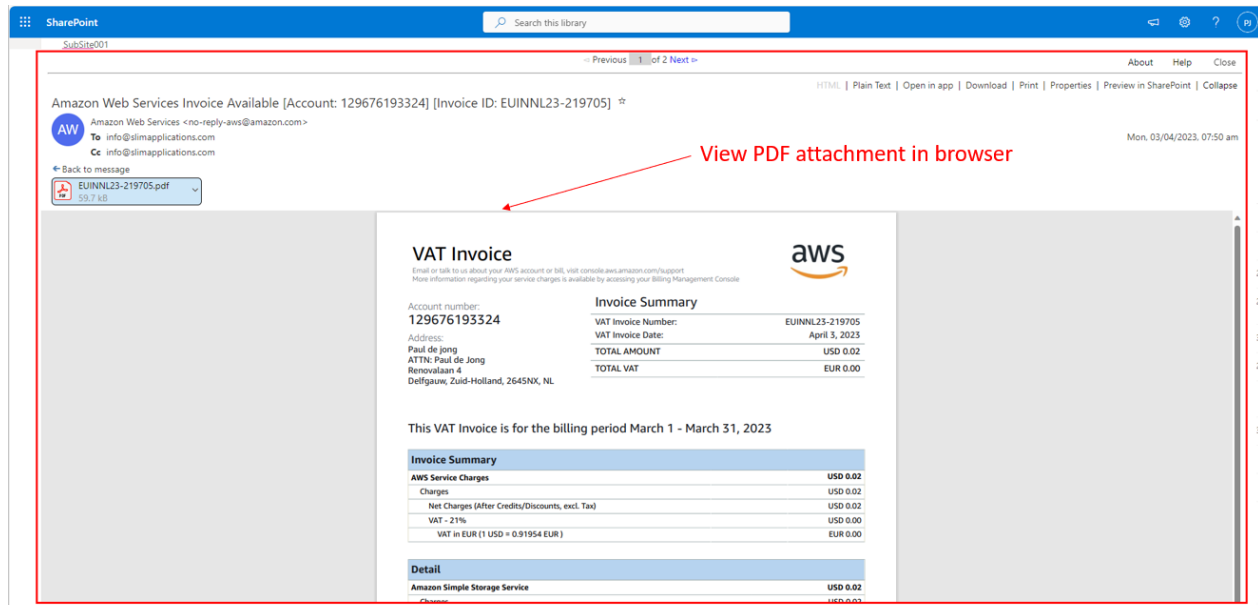 SharePoint
Search this library
?
PJ
SubSite001
Previous 1 of 2 Next
About Help Close
HTML | Plain Text | Open in app | Download | Print | Properties | Preview in SharePoint | Collapse
Amazon Web Services Invoice Available [Account: 129676193324] [Invoice ID: EUINNL23-219705] ☆
AW
Amazon Web Services <no-reply-aws@amazon.com>
To info@slimapplications.com
Mon, 03/04/2023, 07:50 am
Cc info@slimapplications.com
View PDF attachment in browser
Back to message
EUINNL23-219705.pdf
59.7 kB
VAT Invoice
aws
Email or talk to us about your AWS account or bill, visit console.aws.amazon.com/support
More information regarding your service charges is available by accessing your Billing Management Console
Account number:
129676193324
Address:
Paul de jong
ATTN: Paul de Jong
Renovalaan 4
Delfgauw, Zuid-Holland, 2645NX, NL
Invoice Summary
VAT Invoice Number: EUINNL23-219705
VAT Invoice Date: April 3, 2023
TOTAL AMOUNT USD 0.02
TOTAL VAT EUR 0.00
This VAT Invoice is for the billing period March 1 - March 31, 2023
Invoice Summary
AWS Service Charges USD 0.02
Charges USD 0.02
Net Charges (After Credits/Discounts, excl. Tax) USD 0.02
VAT - 21% USD 0.00
VAT in EUR (1 USD = 0.91954 EUR ) EUR 0.00
Detail
Amazon Simple Storage Service USD 0.02
Charges USD 0.02